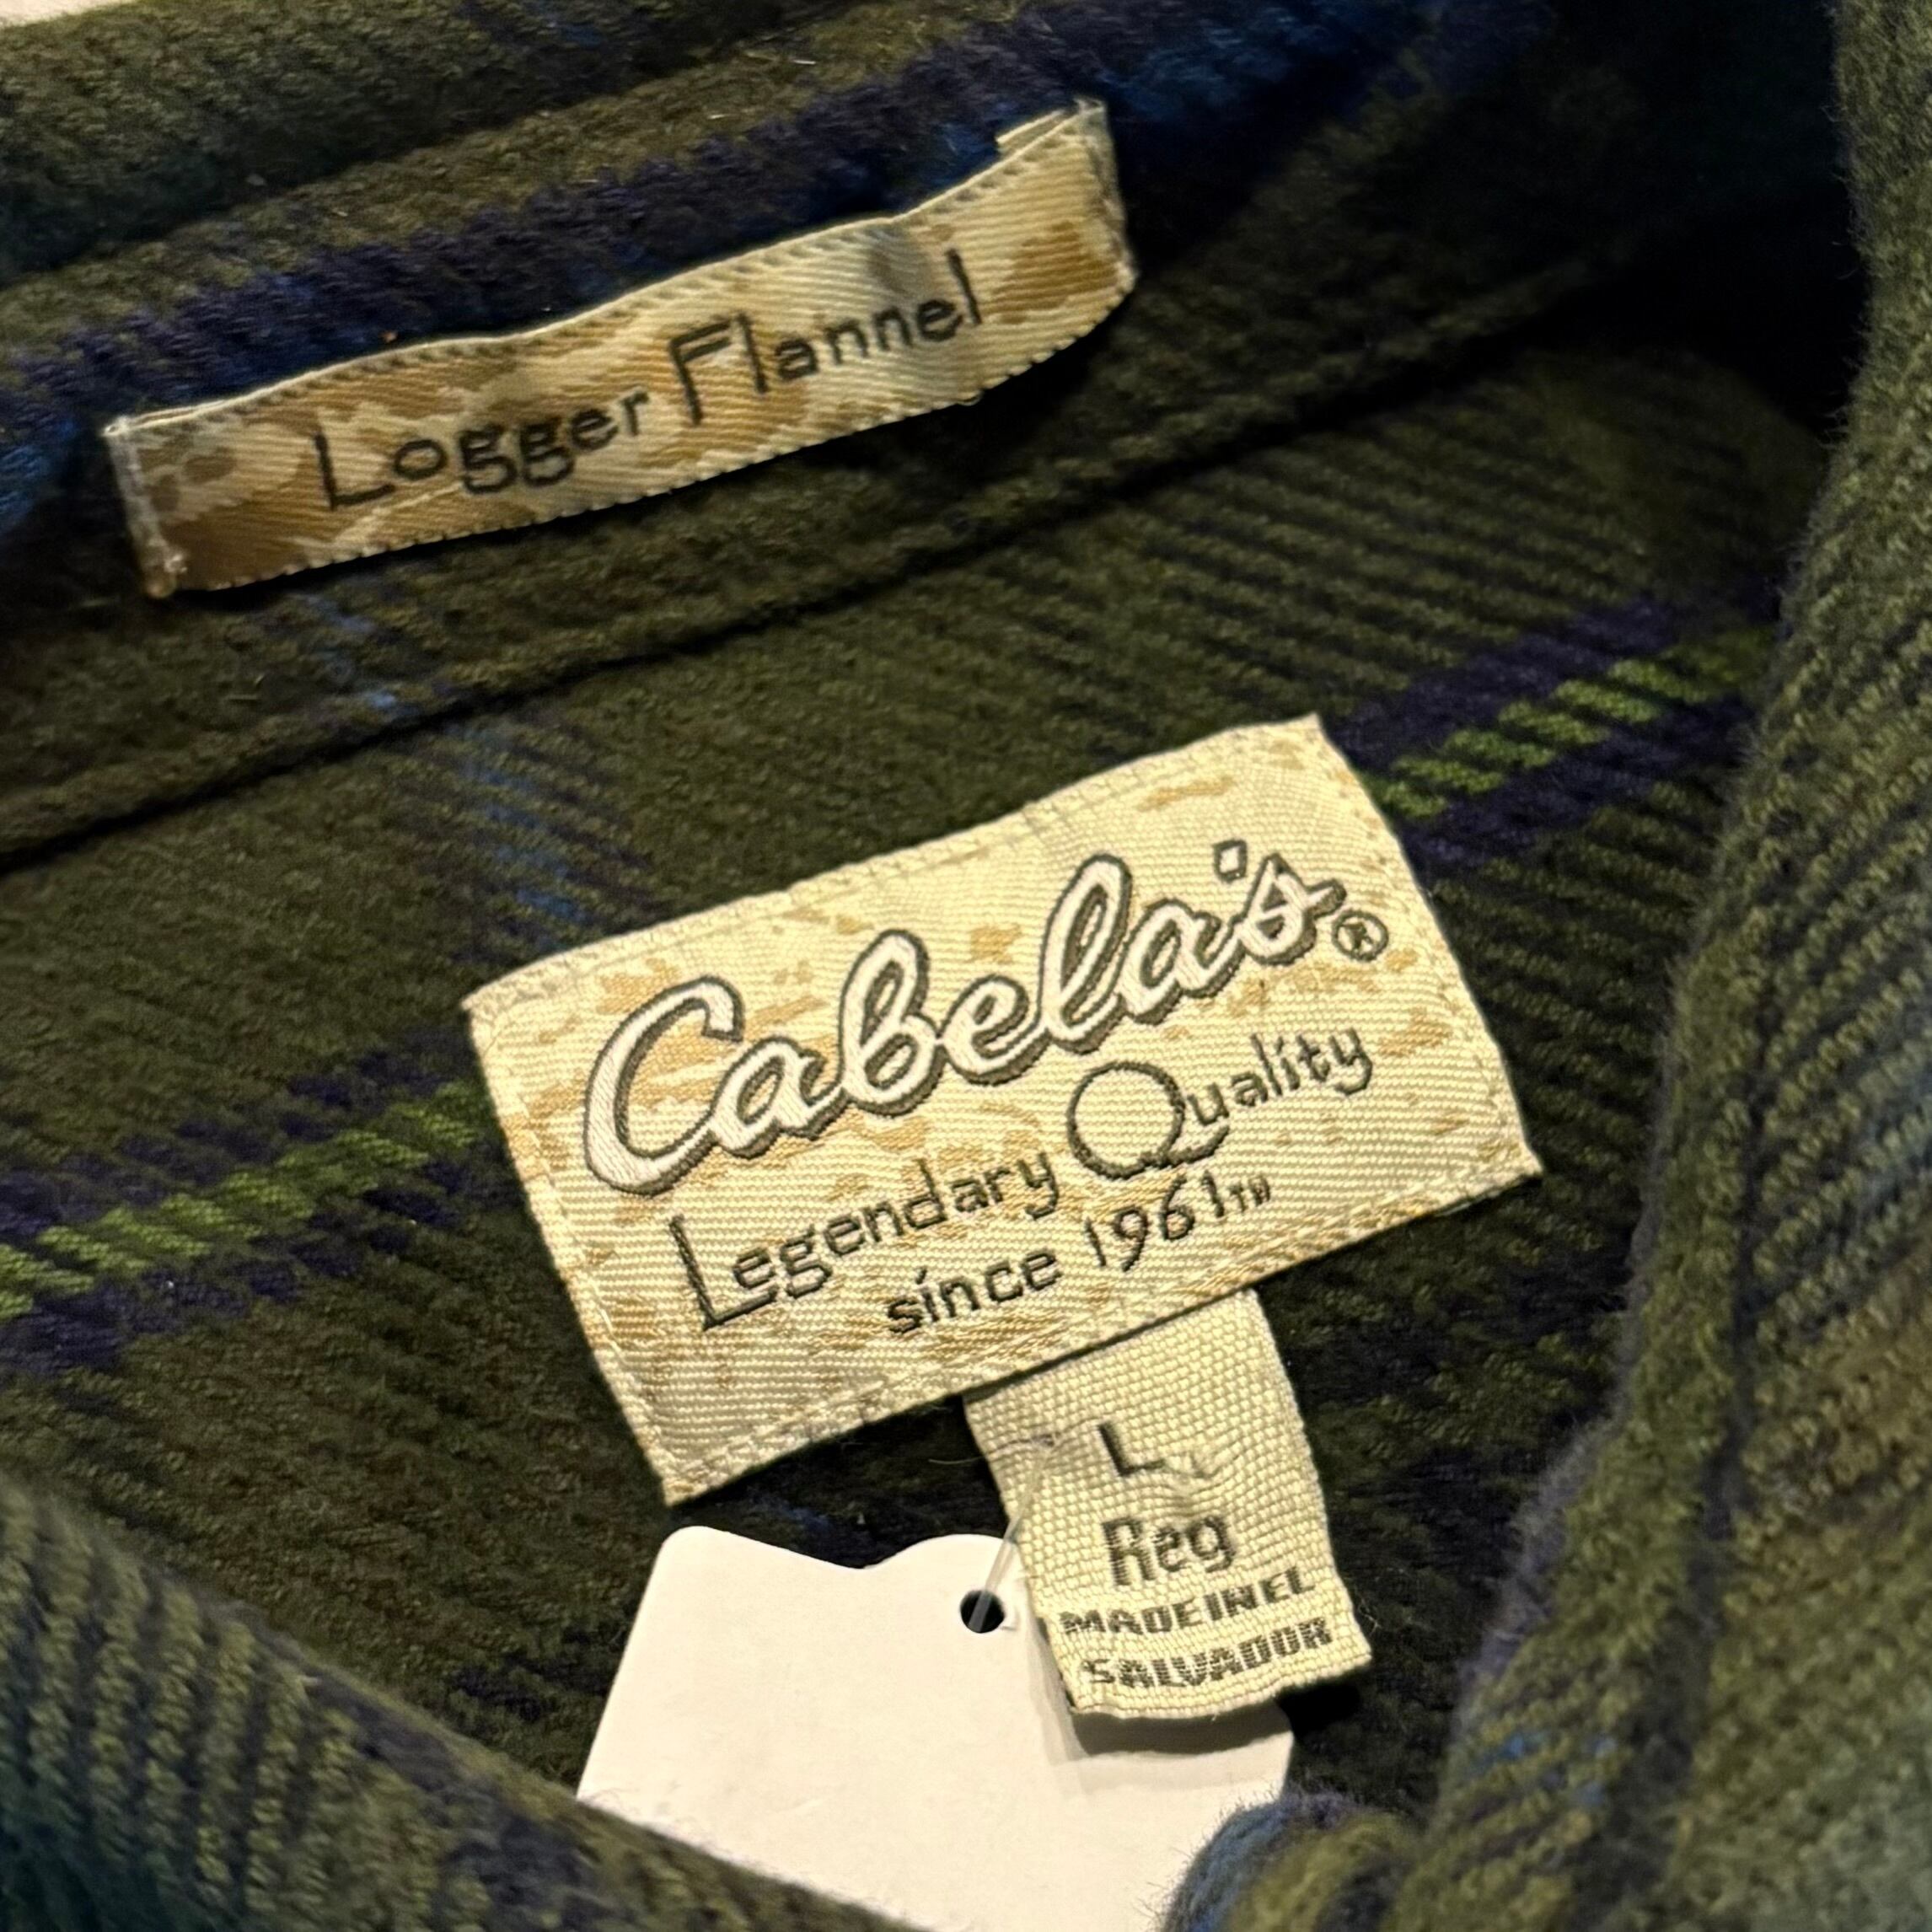 Logger Flannel
Cabela's®
Legendary Quality
since 1961™
L
Reg
MADE IN EL
SALVADOR